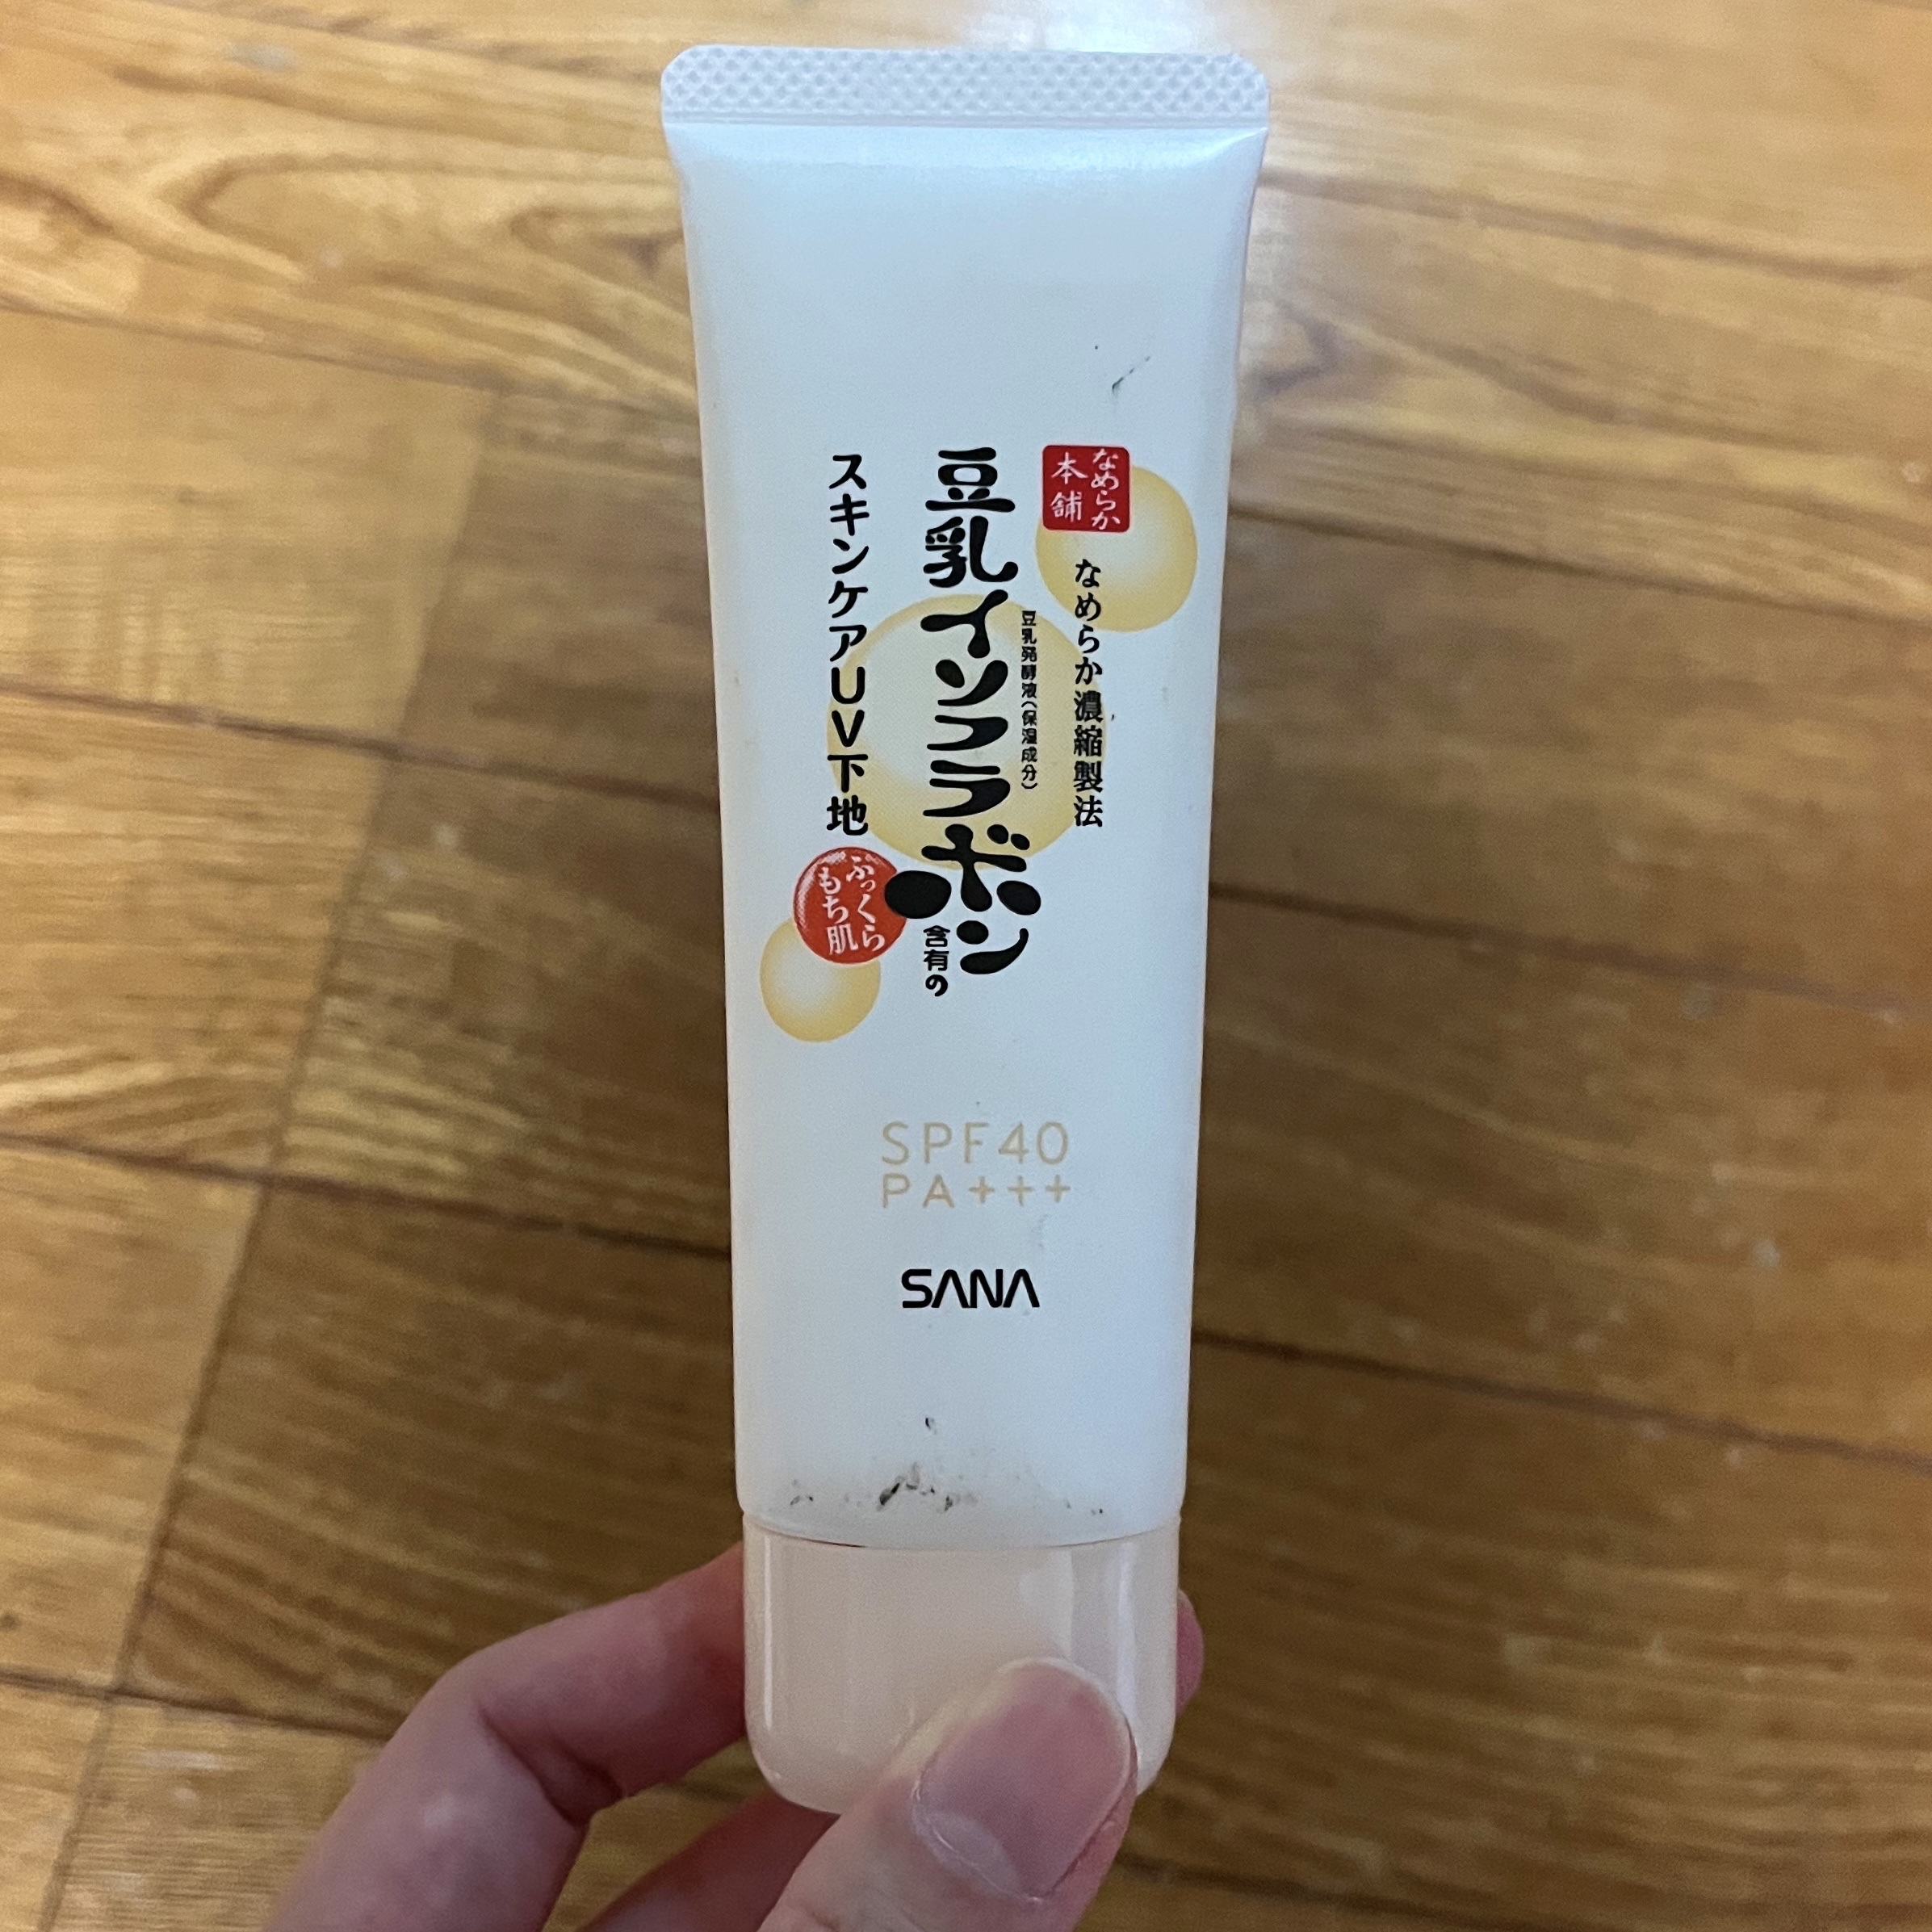 なめらか
本舗
なめらか濃縮製法
豆乳発酵液(保湿成分)
豆乳イソフラボン
含有の
スキンケアUV下地
ふっくら
もち肌
SPF40
PA+++
SANA